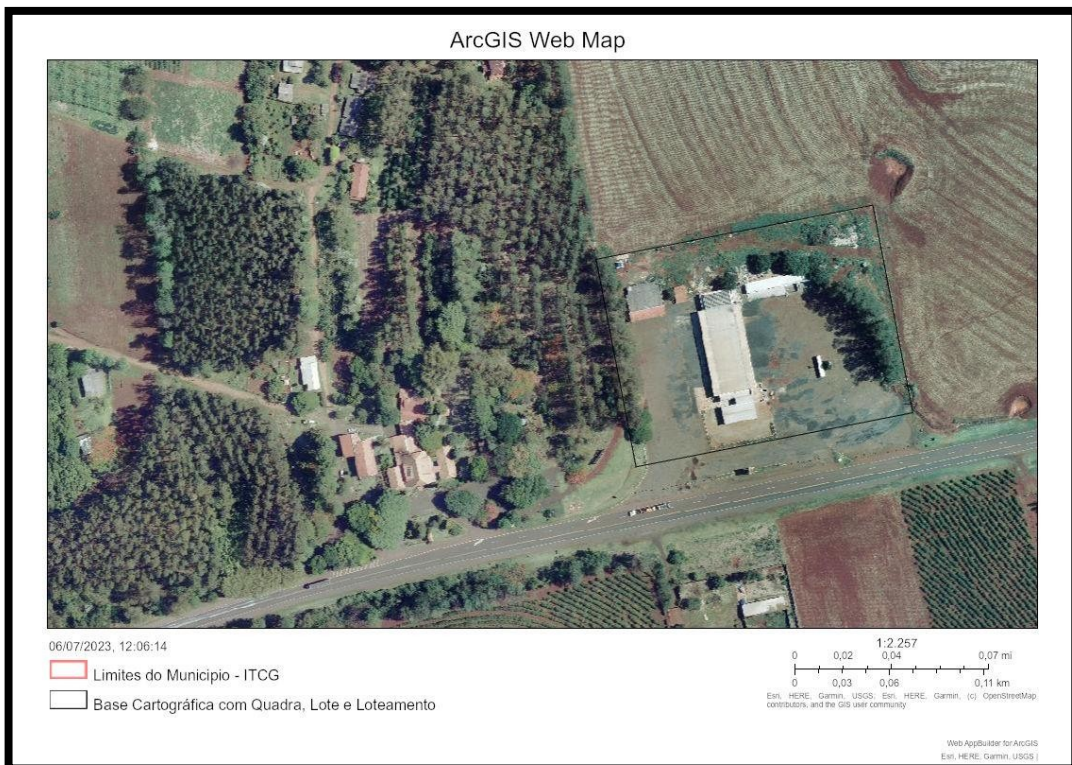 ArcGIS Web Map
06/07/2023, 12:06:14
Limites do Municipio - ITCG
Base Cartográfica com Quadra, Lote e Loteamento
1:2.257
0 0,02 0,04 0,07 mi
0 0,03 0,06 0,11 km
Esri, HERE, Garmin, USGS, Esri, HERE, Garmin, (c) OpenStreetMap
contributors, and the GIS user community
Web AppBuilder for ArcGIS
Esri, HERE, Garmin, USGS |